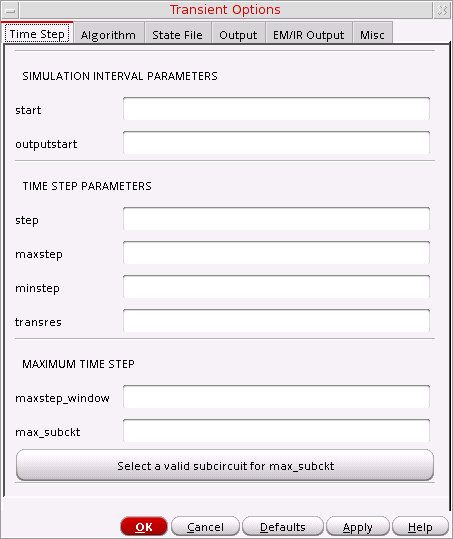 Transient Options
Time Step Algorithm State File Output EM/IR Output Misc
SIMULATION INTERVAL PARAMETERS
start
outputstart
TIME STEP PARAMETERS
step
maxstep
minstep
transres
MAXIMUM TIME STEP
maxstep_window
max_subckt
Select a valid subcircuit for max_subckt
OK Cancel Defaults Apply Help